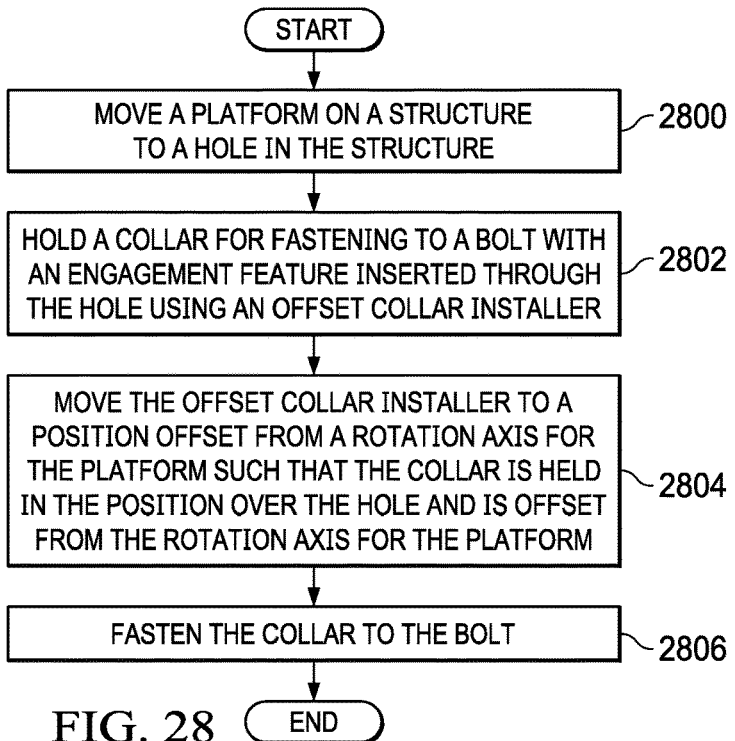 START
MOVE A PLATFORM ON A STRUCTURE
TO A HOLE IN THE STRUCTURE
2800
HOLD A COLLAR FOR FASTENING TO A BOLT WITH
AN ENGAGEMENT FEATURE INSERTED THROUGH
THE HOLE USING AN OFFSET COLLAR INSTALLER
2802
MOVE THE OFFSET COLLAR INSTALLER TO A
POSITION OFFSET FROM A ROTATION AXIS FOR
THE PLATFORM SUCH THAT THE COLLAR IS HELD
IN THE POSITION OVER THE HOLE AND IS OFFSET
FROM THE ROTATION AXIS FOR THE PLATFORM
2804
FASTEN THE COLLAR TO THE BOLT
2806
END
FIG. 28